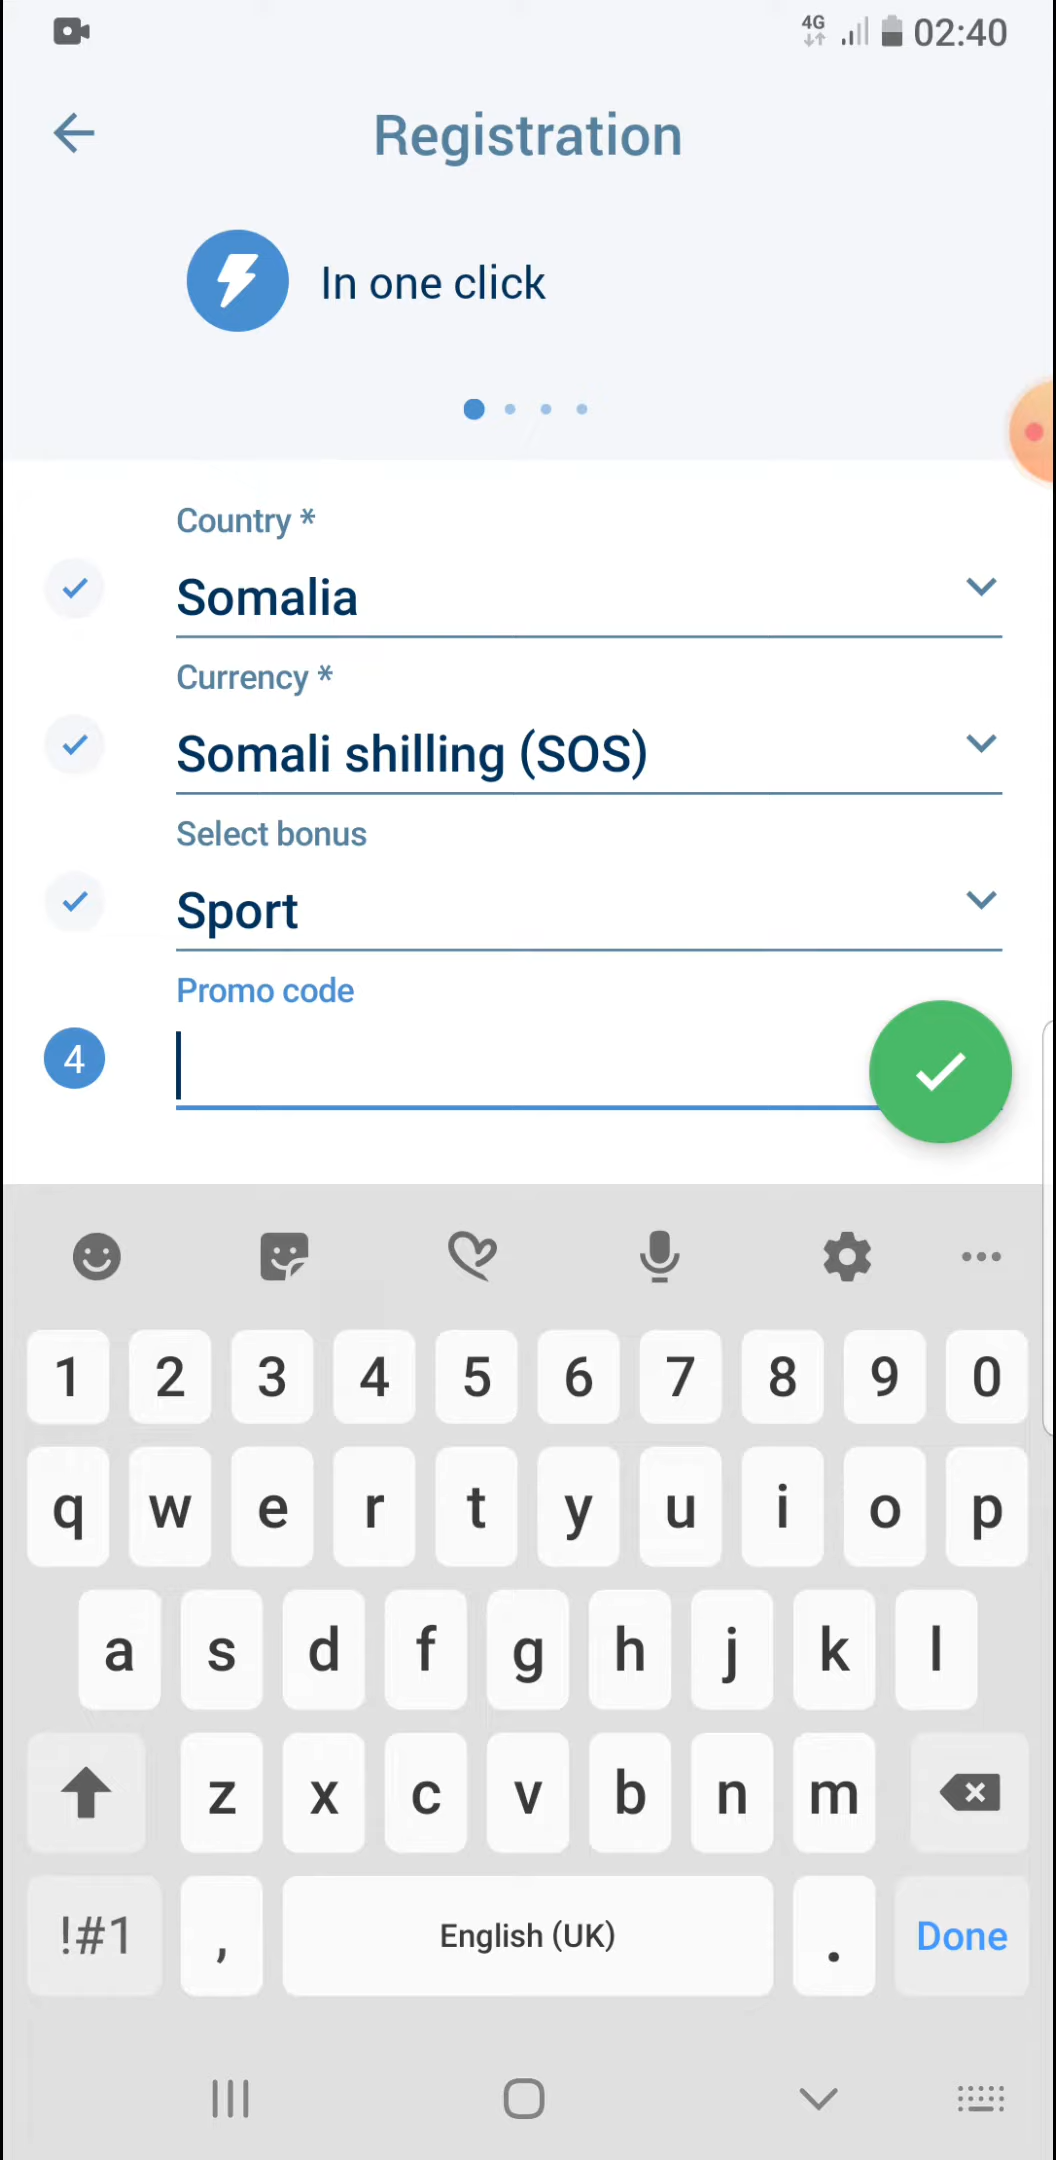 4G 02:40
Registration
In one click
Country *
Somalia
Currency *
Somali shilling (SOS)
Select bonus
Sport
Promo code
4
1 2 3 4 5 6 7 8 9 0
q w e r t y u i o p
a s d f g h j k l
z x c v b n m
!#1 , English (UK) . Done